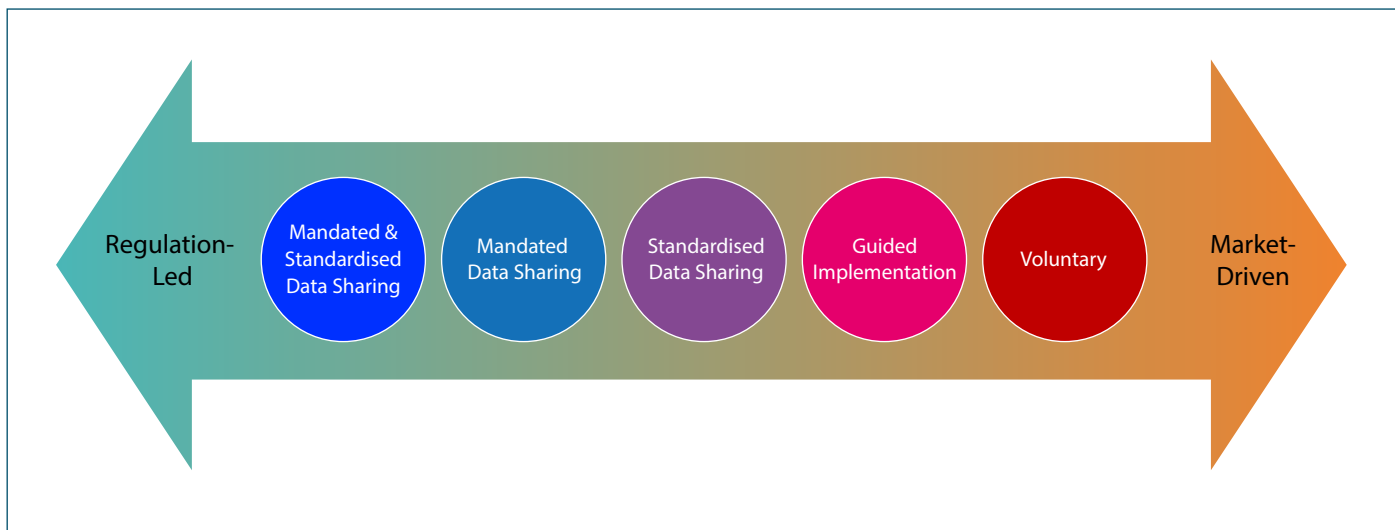 Regulation-
Led
Mandated &
Standardised
Data Sharing
Mandated
Data Sharing
Standardised
Data Sharing
Guided
Implementation
Voluntary
Market-
Driven